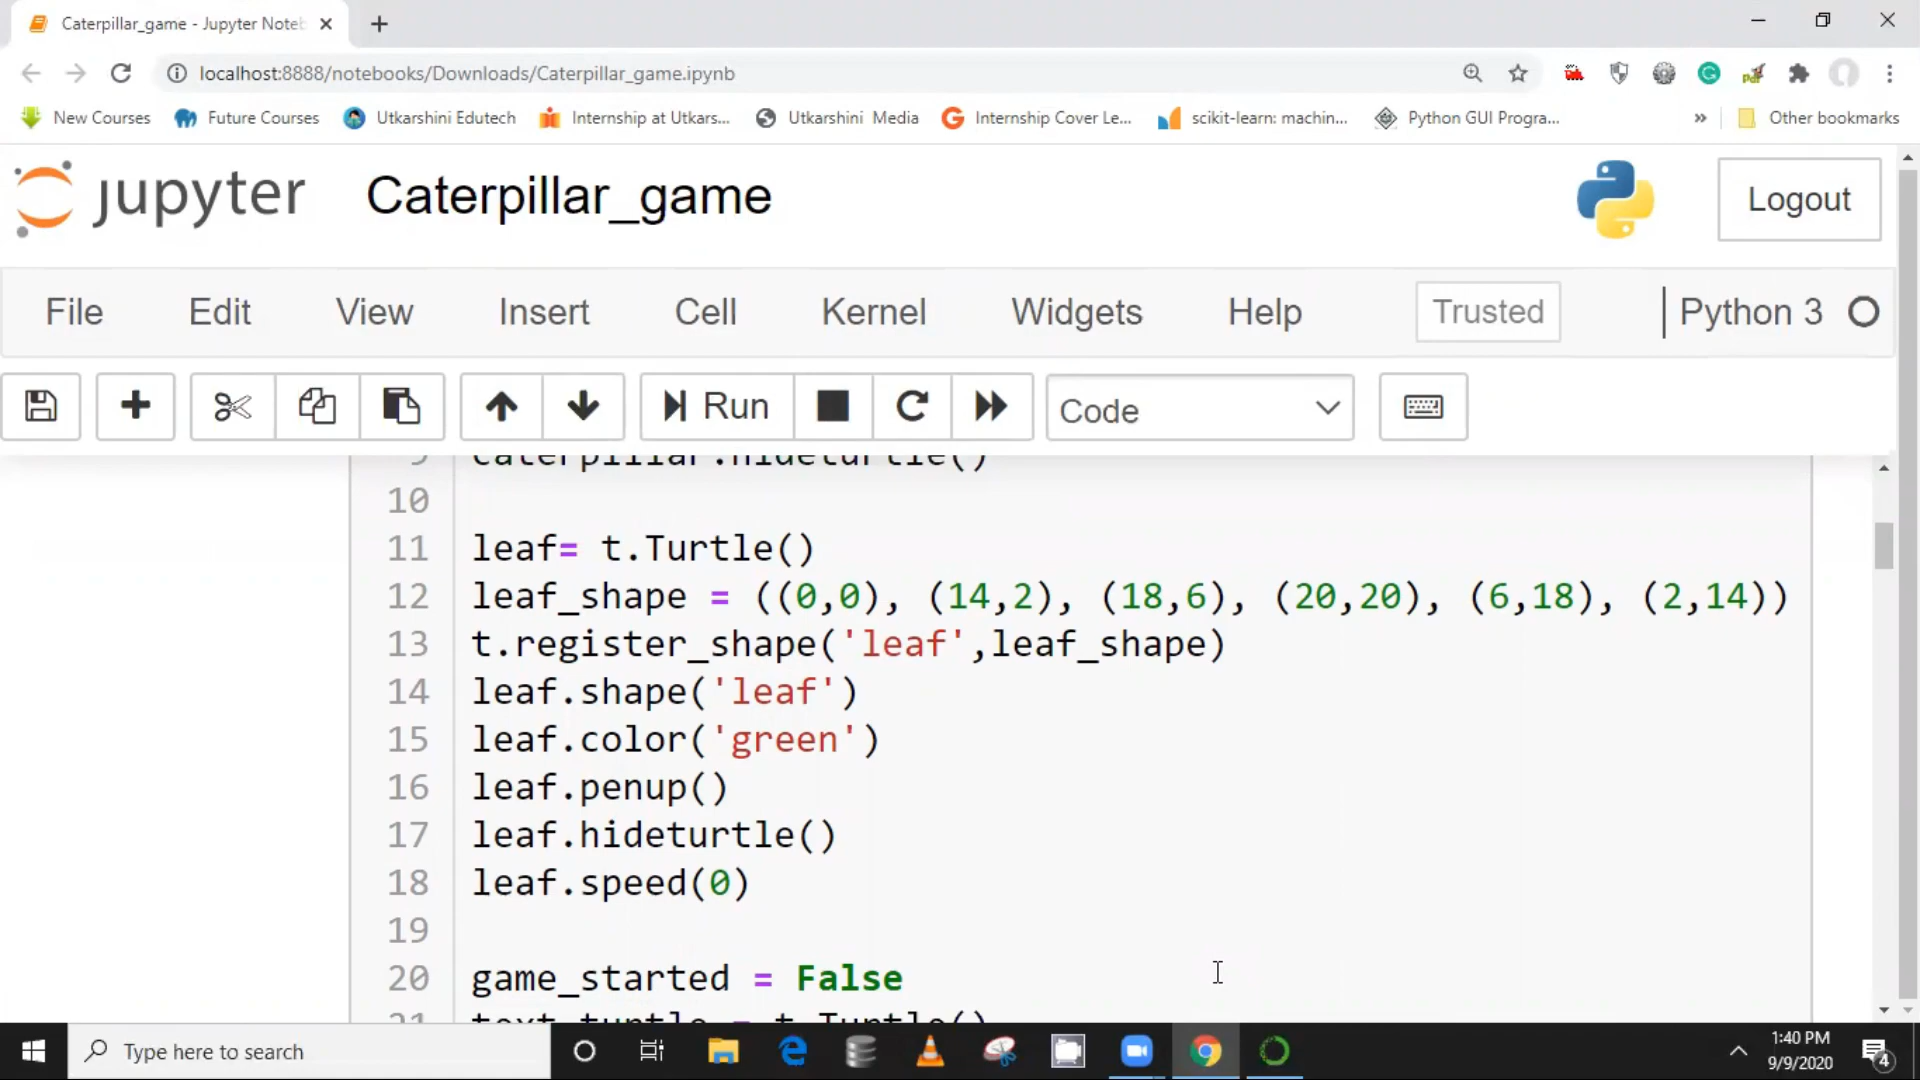 Caterpillar_game - Jupyter Noteb
localhost:8888/notebooks/Downloads/Caterpillar_game.ipynb
New Courses Future Courses Utkarshini Edutech Internship at Utkars... Utkarshini Media Internship Cover Le... scikit-learn: machin... Python GUI Progra... » Other bookmarks
jupyter Caterpillar_game Logout
File Edit View Insert Cell Kernel Widgets Help Trusted Python 3
Run Code
9 caterpillar.hideturtle()
10
11 leaf= t.Turtle()
12 leaf_shape = ((0,0), (14,2), (18,6), (20,20), (6,18), (2,14))
13 t.register_shape('leaf',leaf_shape)
14 leaf.shape('leaf')
15 leaf.color('green')
16 leaf.penup()
17 leaf.hideturtle()
18 leaf.speed(0)
19
20 game_started = False
21 text_turtle = t.Turtle()
Type here to search
1:40 PM
9/9/2020
4